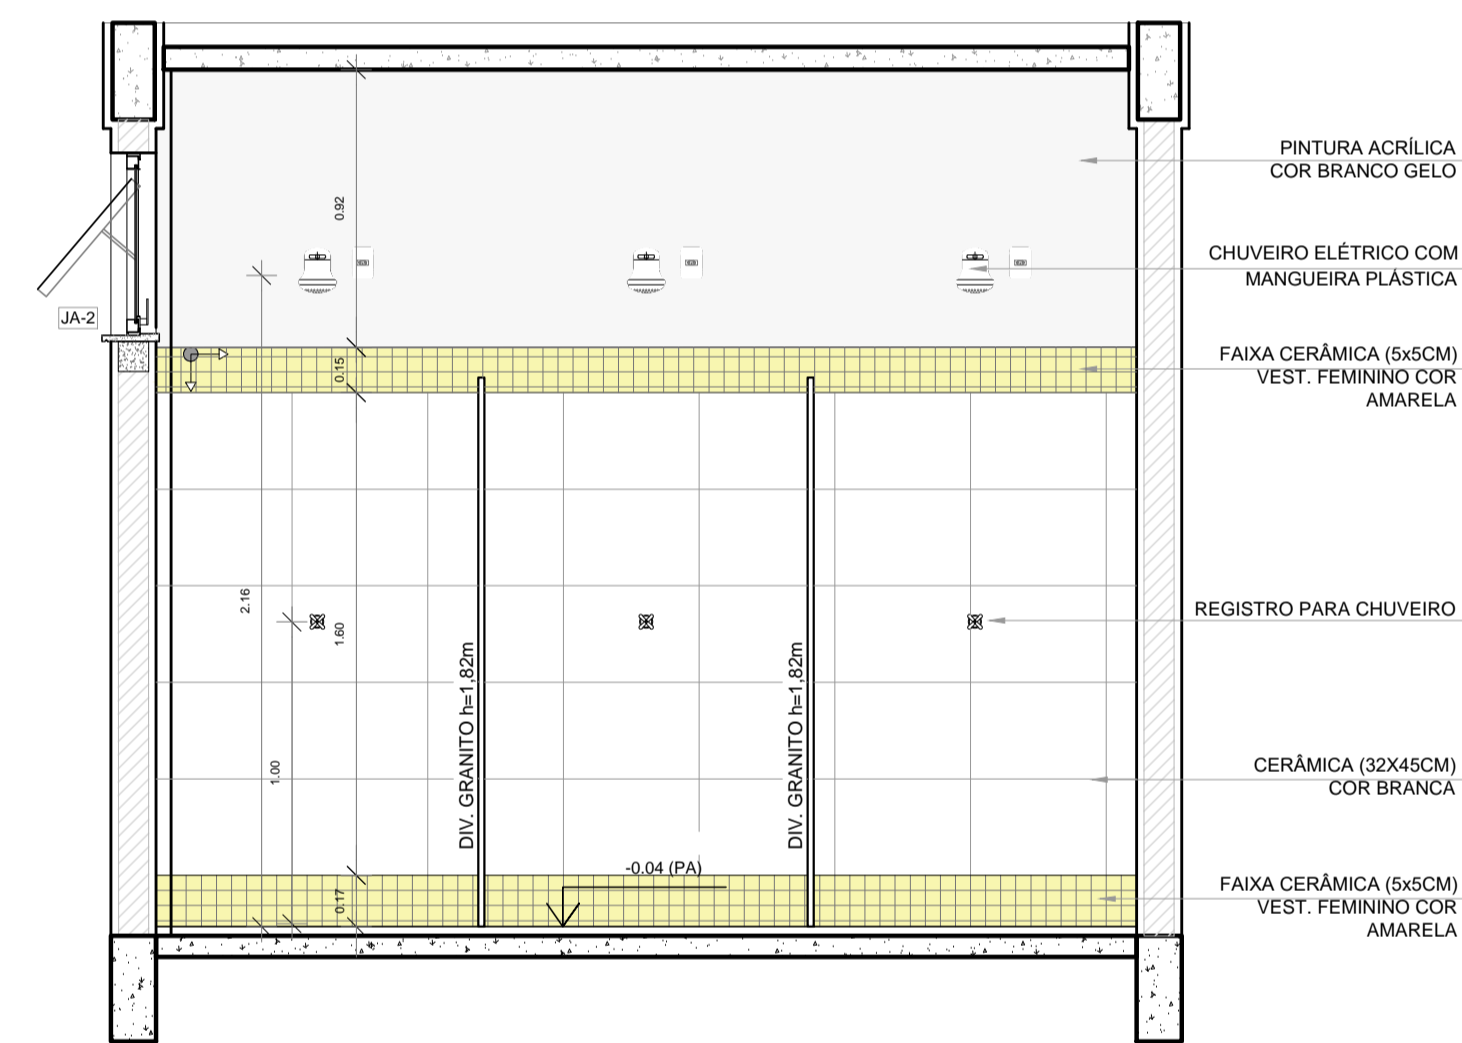 PINTURA ACRÍLICA
COR BRANCO GELO
0.92
CHUVEIRO ELÉTRICO COM
MANGUEIRA PLÁSTICA
JA-2
0.15
FAIXA CERÂMICA (5x5CM)
VEST. FEMININO COR
AMARELA
2.16
1.60
REGISTRO PARA CHUVEIRO
DIV. GRANITO h=1,82m
DIV. GRANITO h=1,82m
1.00
CERÂMICA (32X45CM)
COR BRANCA
-0.04 (PA)
0.17
FAIXA CERÂMICA (5x5CM)
VEST. FEMININO COR
AMARELA